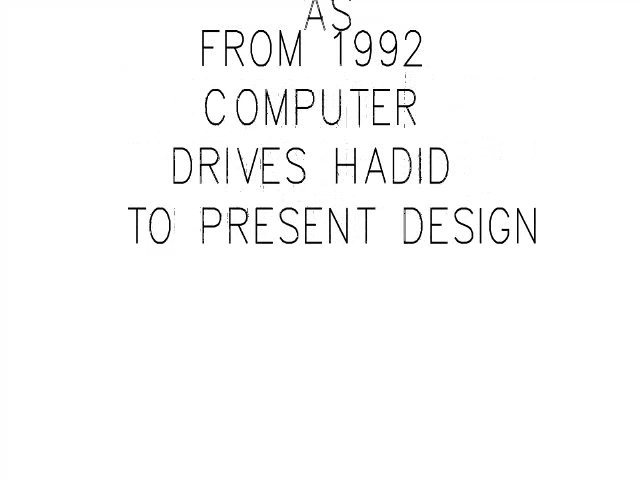 AS
FROM 1992
COMPUTER
DRIVES HADID
TO PRESENT DESIGN